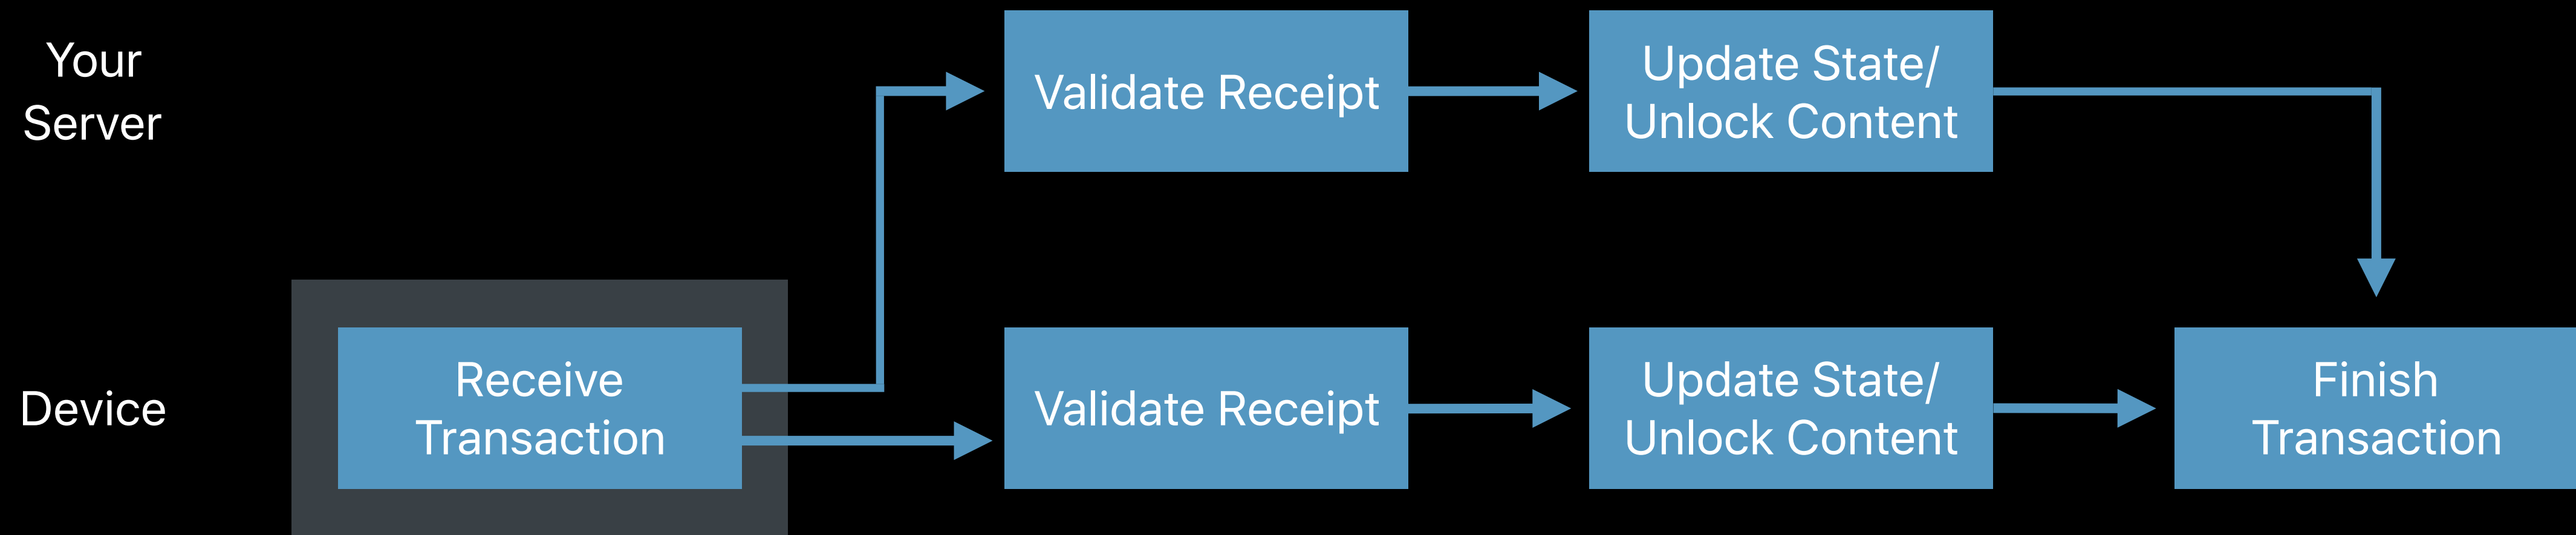 Your
Server
Validate Receipt
Update State/
Unlock Content
Device
Receive
Transaction
Validate Receipt
Update State/
Unlock Content
Finish
Transaction